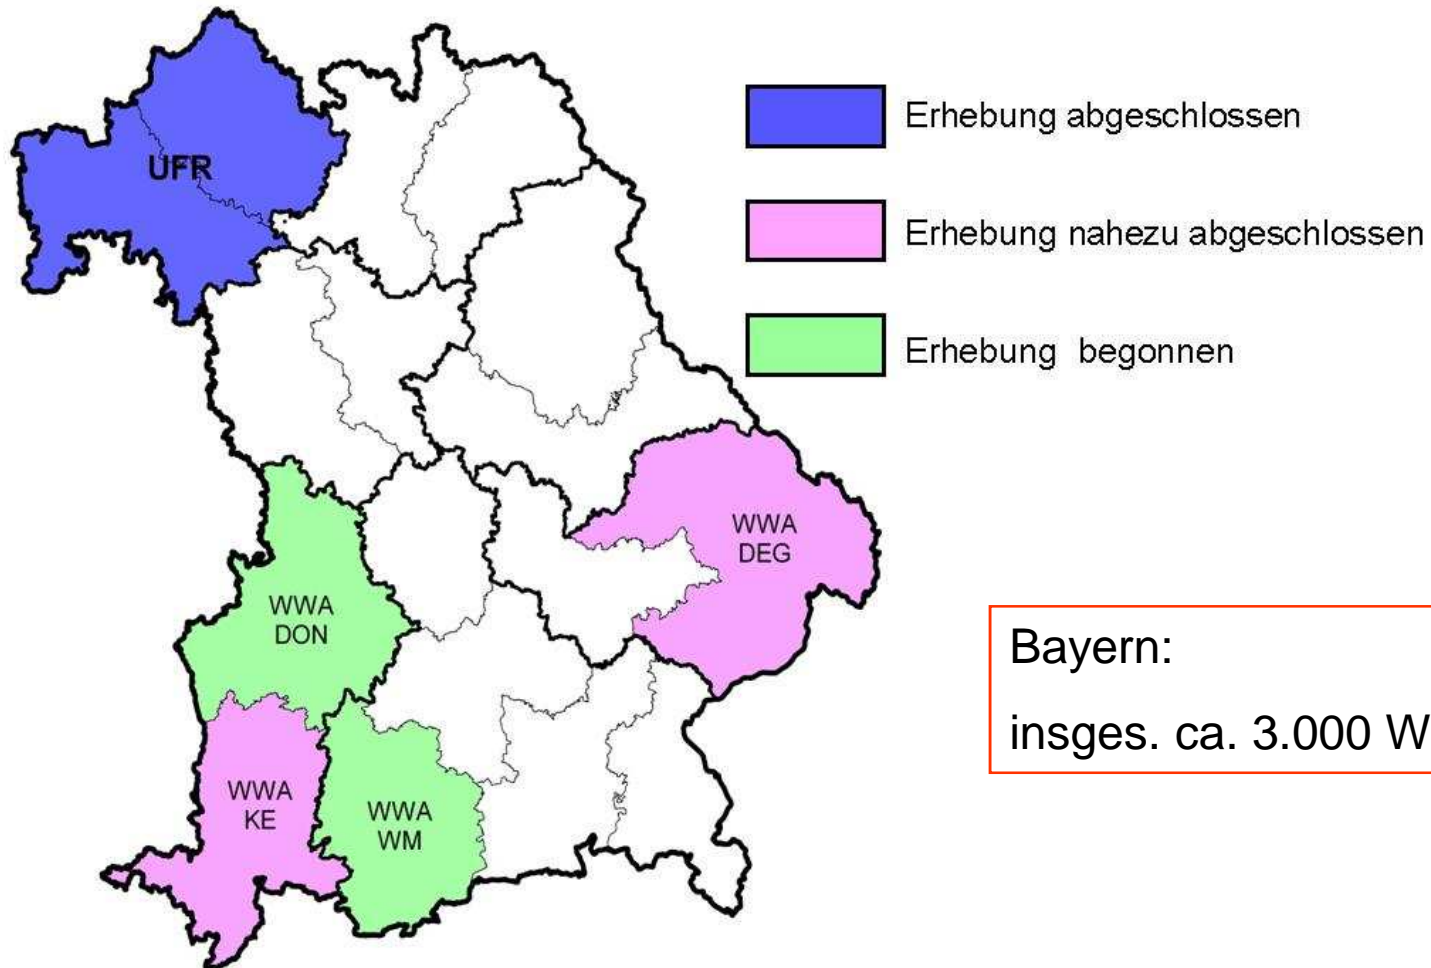 UFR
Erhebung abgeschlossen
Erhebung nahezu abgeschlossen
Erhebung begonnen
WWA
DEG
WWA
DON
WWA
KE
WWA
WM
Bayern:
insges. ca. 3.000 W